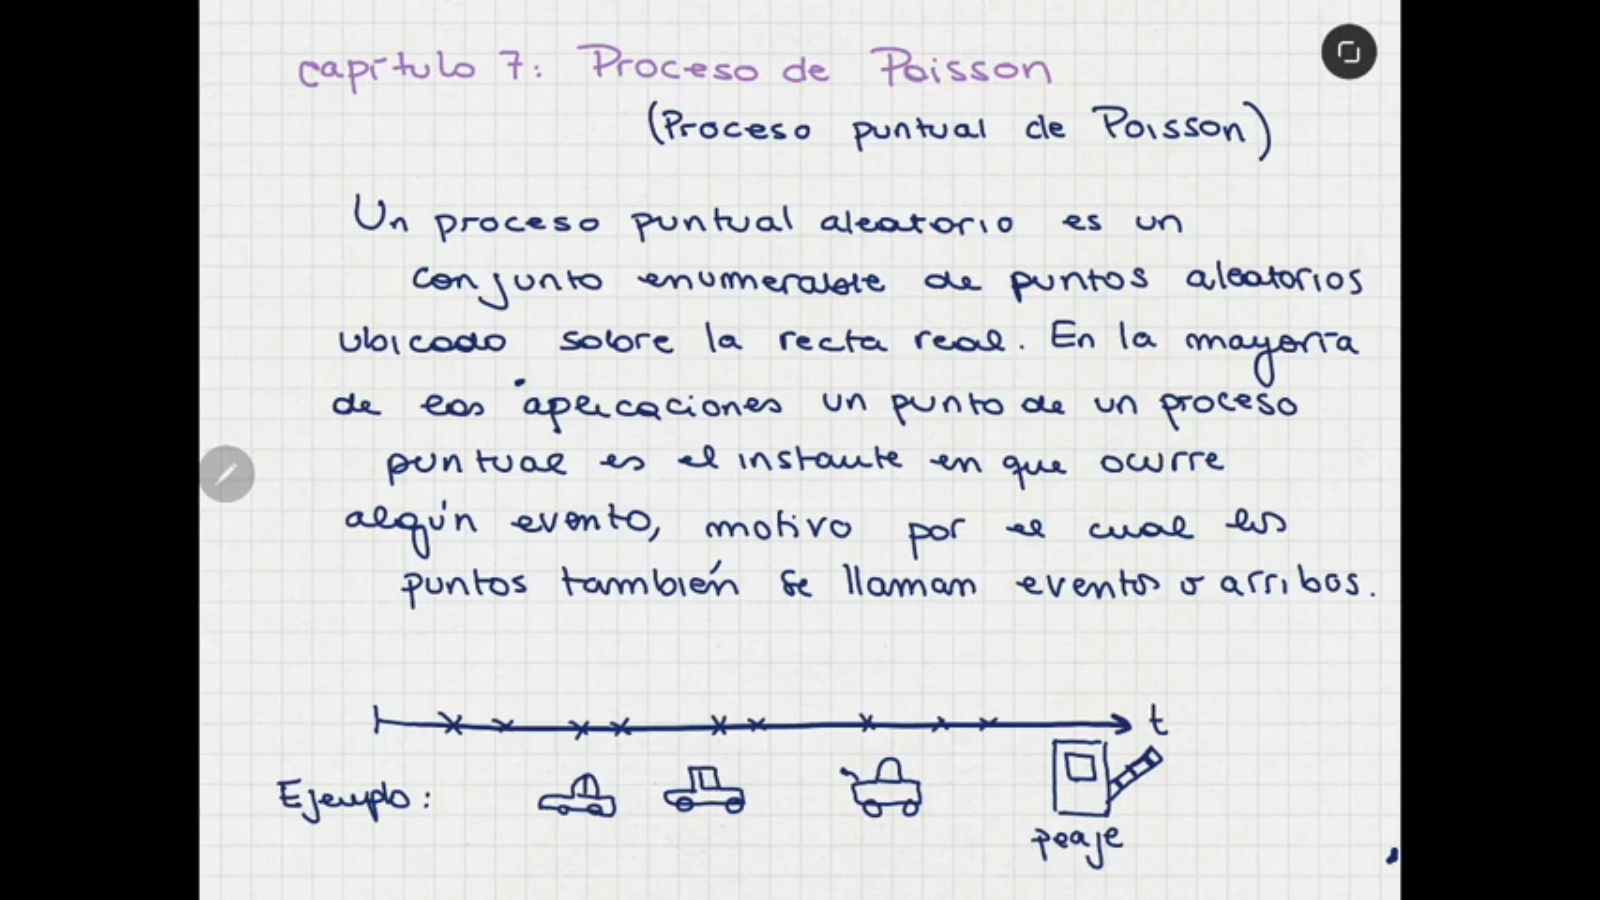 capítulo 7: Proceso de Poisson
(Proceso puntual de Poisson)
Un proceso puntual aleatorio es un
conjunto enumerable de puntos aleatorios
ubicado sobre la recta real. En la mayoría
de las aplicaciones un punto de un proceso
puntual es el instante en que ocurre
algún evento, motivo por el cual los
puntos también se llaman eventos o arribos.
t
Ejemplo:
peaje